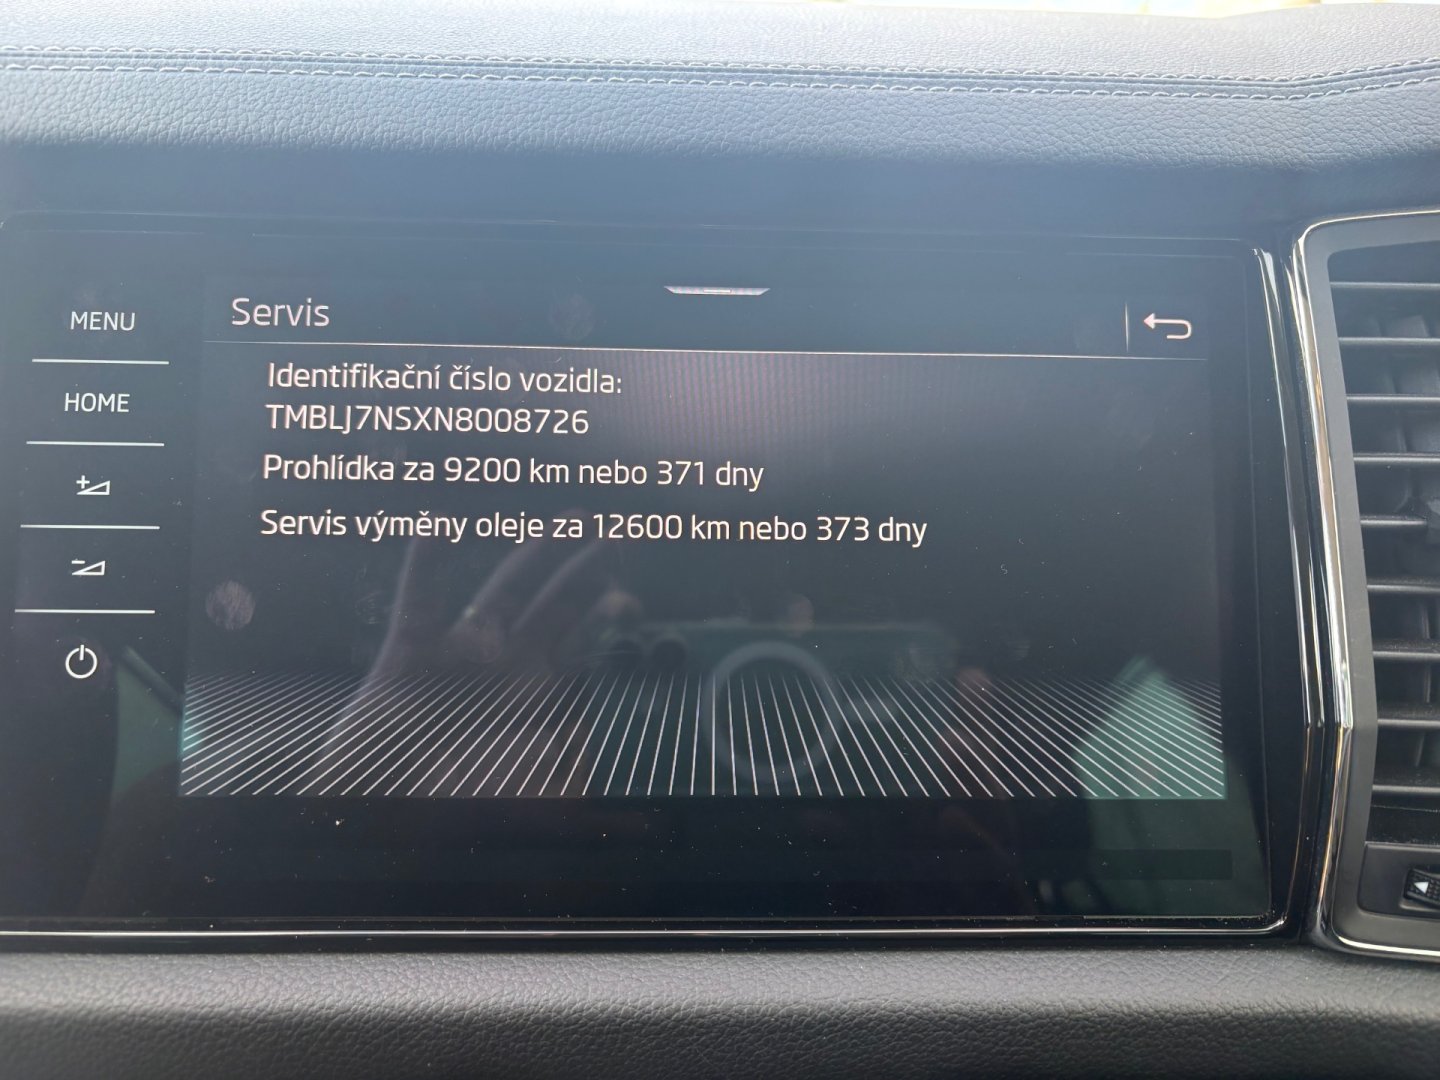 Servis
MENU
Identifikační číslo vozidla:
HOME
TMBLJ7NSXN8008726
Prohlídka za 9200 km nebo 371 dny
Servis výměny oleje za 12600 km nebo 373 dny